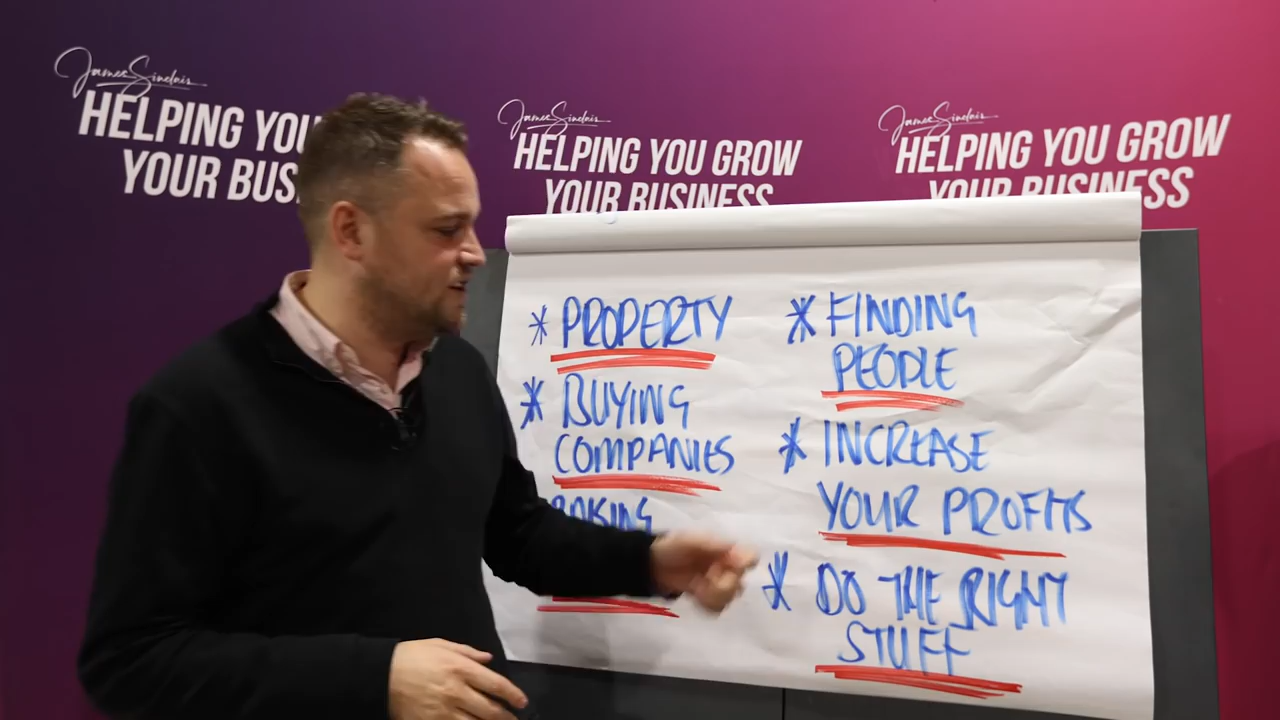 James Sinclair
HELPING YOU
YOUR BUS
James Sinclair
HELPING YOU GROW
YOUR BUSINESS
James Sinclair
HELPING YOU GROW
YOUR BUSINESS
* PROPERTY
* BUYING
COMPANIES
RAISING
* FINDING
PEOPLE
* INCREASE
YOUR PROFITS
* DO THE RIGHT
STUFF